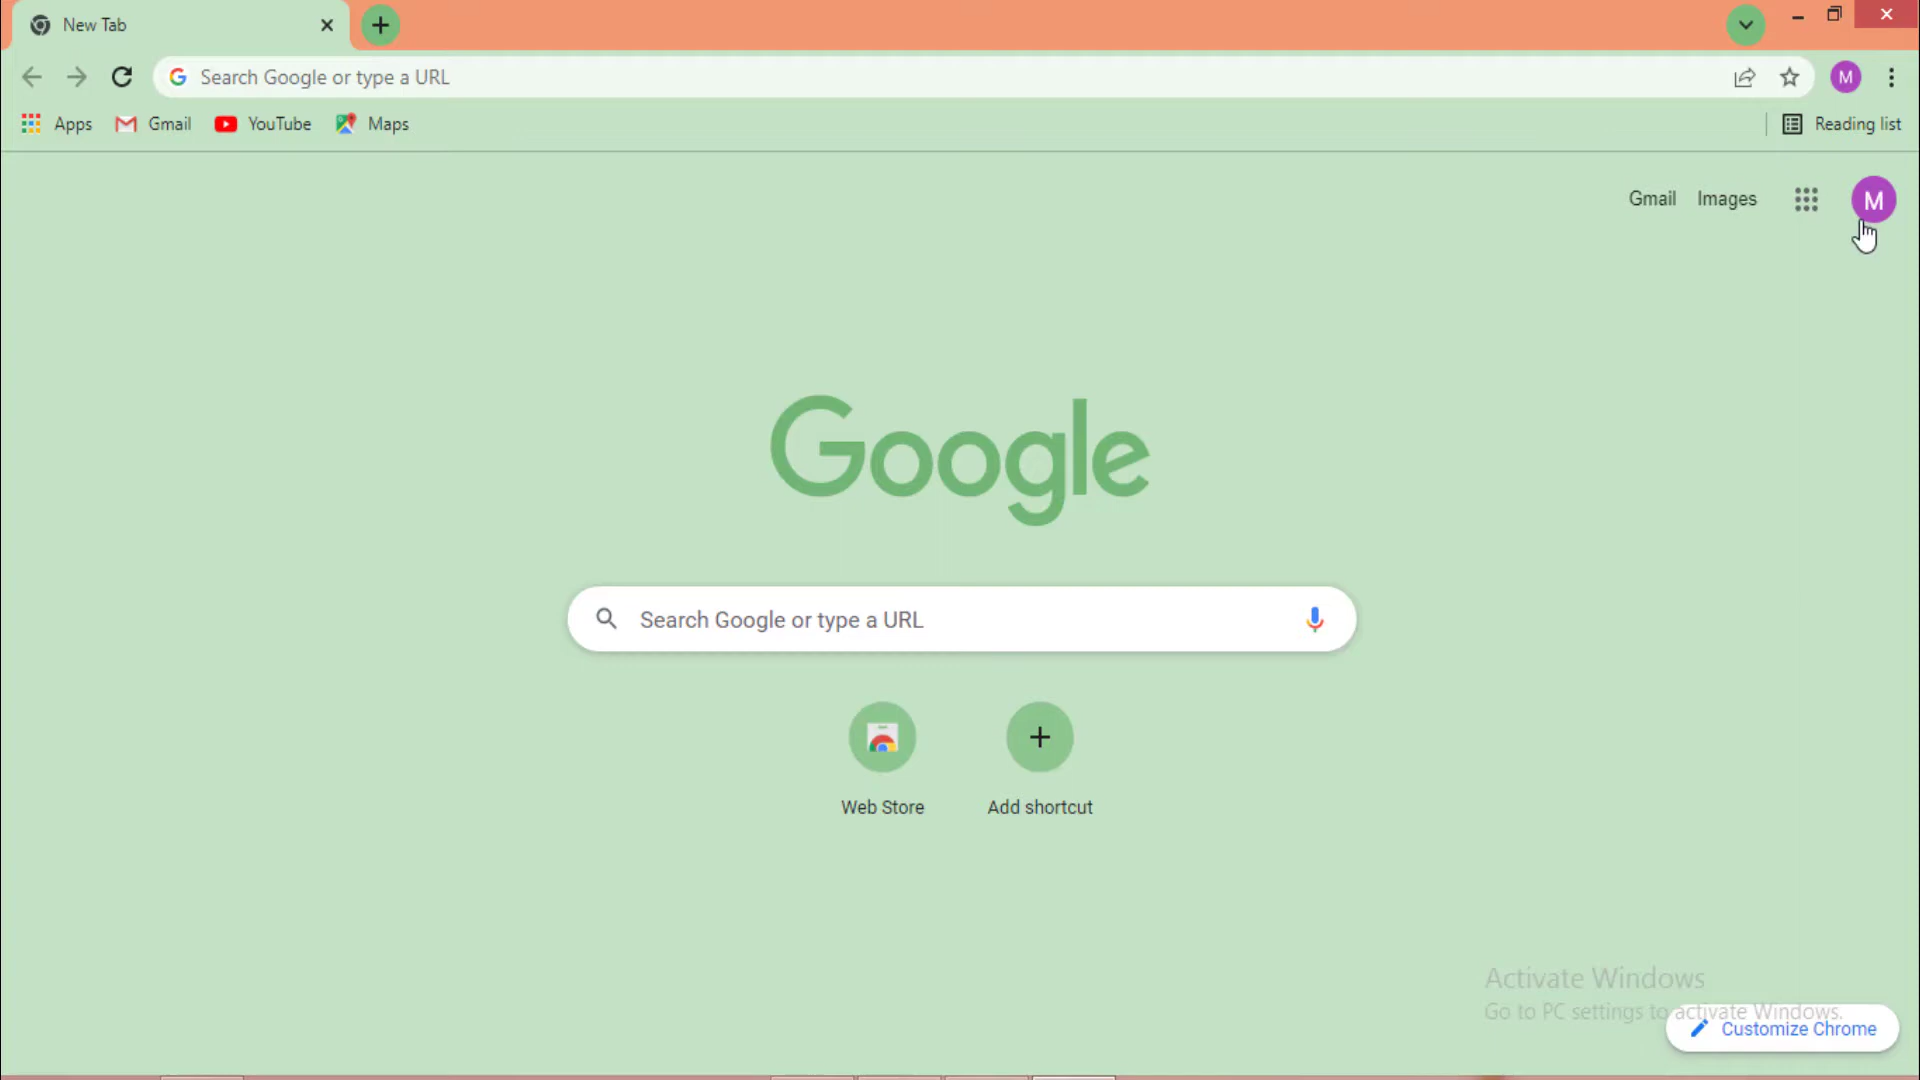 New Tab
Search Google or type a URL
M
Apps
Gmail
YouTube
Maps
Reading list
Gmail
Images
M
Google
Search Google or type a URL
Web Store
Add shortcut
Activate Windows
Go to PC settings to activate Windows.
Customize Chrome